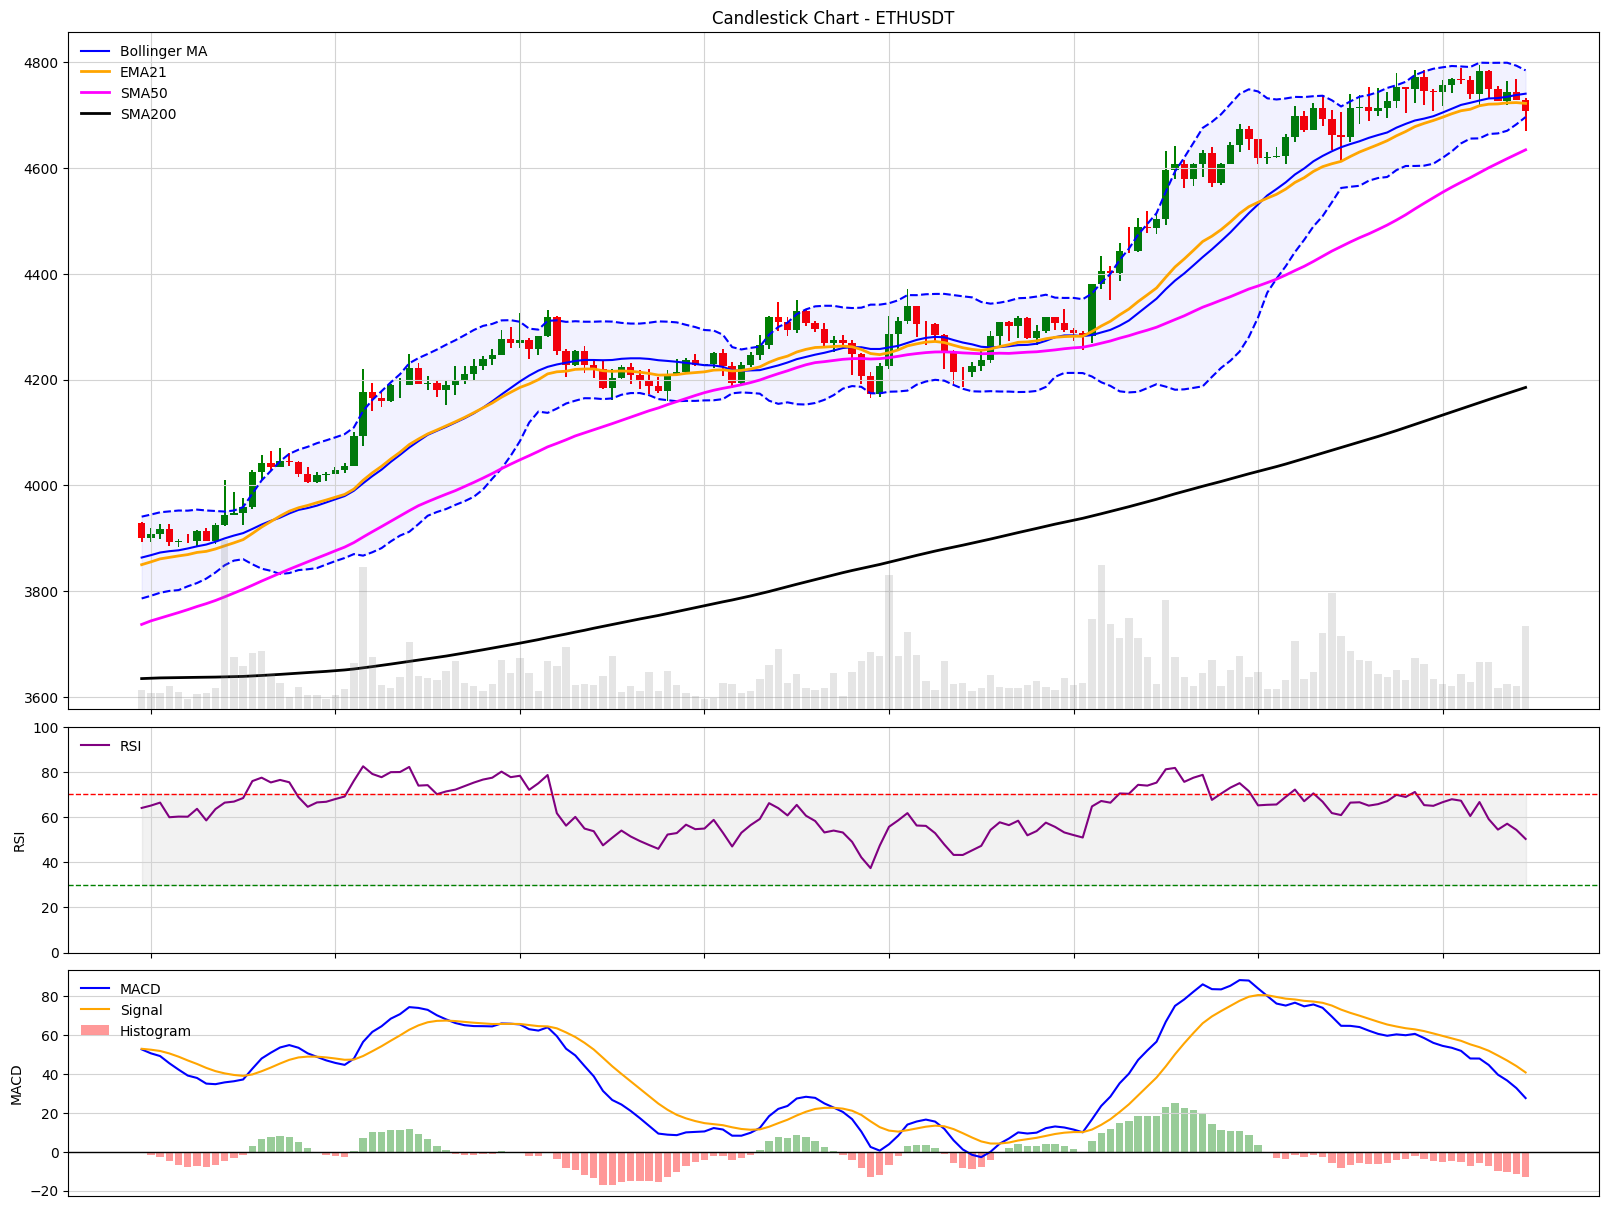 Candlestick Chart - ETHUSDT
Bollinger MA
EMA21
SMA50
SMA200
4800
4600
4400
4200
4000
3800
3600
RSI
100
80
60
40
20
0
RSI
MACD
Signal
Histogram
80
60
40
20
0
−20
MACD